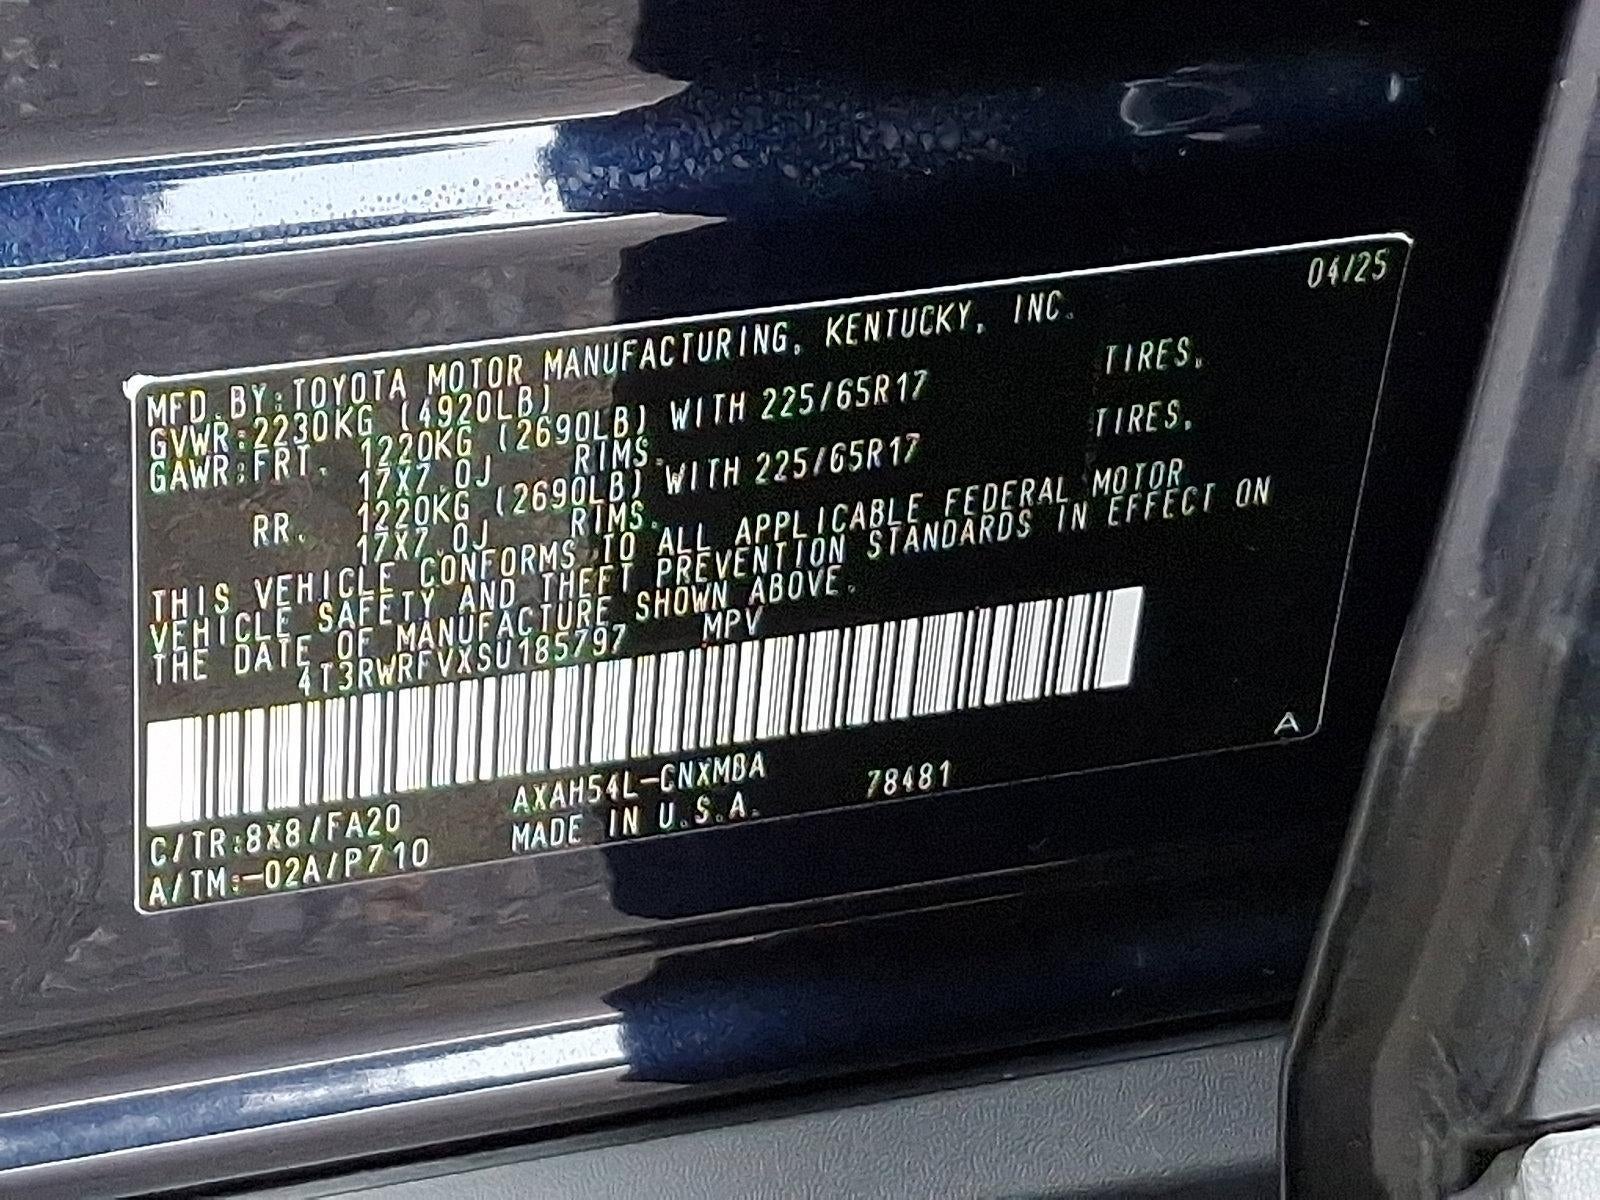 04/25
MFD.BY:TOYOTA MOTOR MANUFACTURING, KENTUCKY, INC.
GVWR:2230KG (4920LB)
GAWR:FRT. 1220KG (2690LB) WITH 225/65R17 TIRES,
17X7.0J RIMS.
RR. 1220KG (2690LB) WITH 225/65R17 TIRES,
17X7.0J RIMS.
THIS VEHICLE CONFORMS TO ALL APPLICABLE FEDERAL MOTOR
VEHICLE SAFETY AND THEFT PREVENTION STANDARDS IN EFFECT ON
THE DATE OF MANUFACTURE SHOWN ABOVE.
4T3RWRFVXSU185797 MPV
A
C/TR:8X8/FA20 AXAH54L-CNXMBA 78481
A/TM:-02A/P710 MADE IN U.S.A.